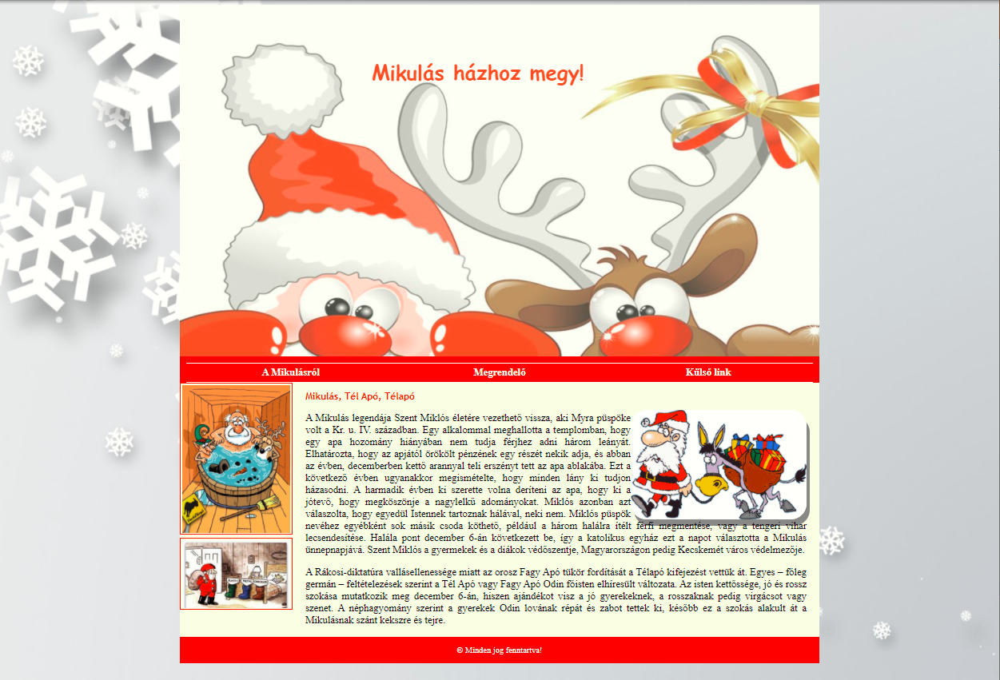 Mikulás házhoz megy!
A Mikulásról
Megrendelő
Külső link
Mikulás, Tél Apó, Télapó
A Mikulás legendája Szent Miklós életére vezethető vissza, aki Myra püspöke
volt a Kr. u. IV. században. Egy alkalommal meghallotta a templomban, hogy
egy apa hozomány hiányában nem tudja férjhez adni három leányát.
Elhatározta, hogy az apjától örökölt pénzének egy részét nekik adja, és abban
az évben, decemberben kettő arannyal teli erszényt tett az apa ablakába. Ezt a
következő évben ugyanakkor megismételte, hogy minden lány ki tudjon
házasodni. A harmadik évben ki szerette volna deríteni az apa, hogy ki a
jótevő, hogy megköszönje a nagylelkű adományokat. Miklós azonban azt
válaszolta, hogy egyedül Istennek tartoznak hálával, neki nem. Miklós püspök
nevéhez egyébként sok másik csoda köthető, például a három halálra ítélt férfi megmentése, vagy a tengeri vihar
lecsendesítése. Halála pont december 6-án következett be, így a katolikus egyház ezt a napot választotta a Mikulás
ünnepnapjává. Szent Miklós a gyermekek és a diákok védőszentje, Magyarországon pedig Kecskemét város védelmezője.
A Rákosi-diktatúra vallásellenessége miatt az orosz Fagy Apó tükör fordítását a Télapó kifejezést vettük át. Egyes – főleg
germán – feltételezések szerint a Tél Apó vagy Fagy Apó Odin főisten elhíresült változata. Az isten kettőssége, jó és rossz
szokása mutatkozik meg december 6-án, hiszen ajándékot visz a jó gyerekeknek, a rosszaknak pedig virgácsot vagy
szenet. A néphagyomány szerint a gyerekek Odin lovának répát és zabot tettek ki, később ez a szokás alakult át a
Mikulásnak szánt kekszre és tejre.
© Minden jog fenntartva!